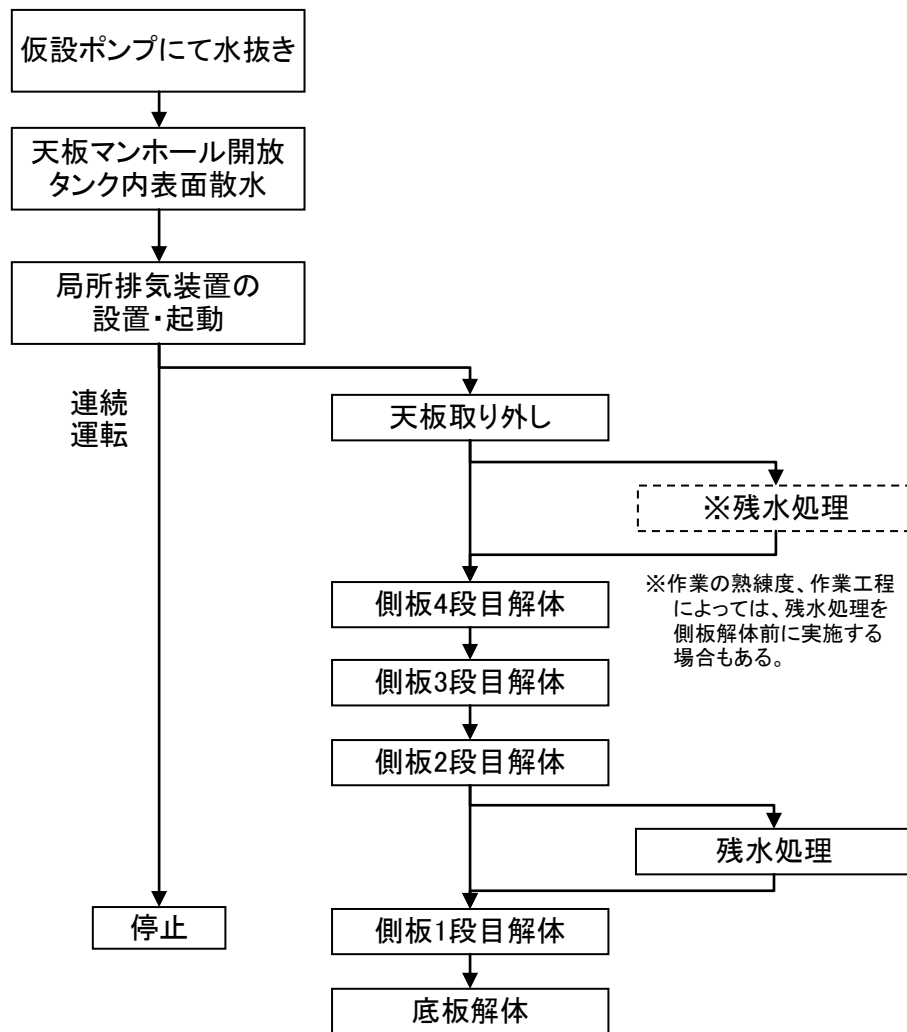 仮設ポンプにて水抜き
天板マンホール開放
タンク内表面散水
局所排気装置の
設置・起動
連続
運転
天板取り外し
※残水処理
側板4段目解体
※作業の熟練度、作業工程
によっては、残水処理を
側板解体前に実施する
場合もある。
側板3段目解体
側板2段目解体
残水処理
停止
側板1段目解体
底板解体